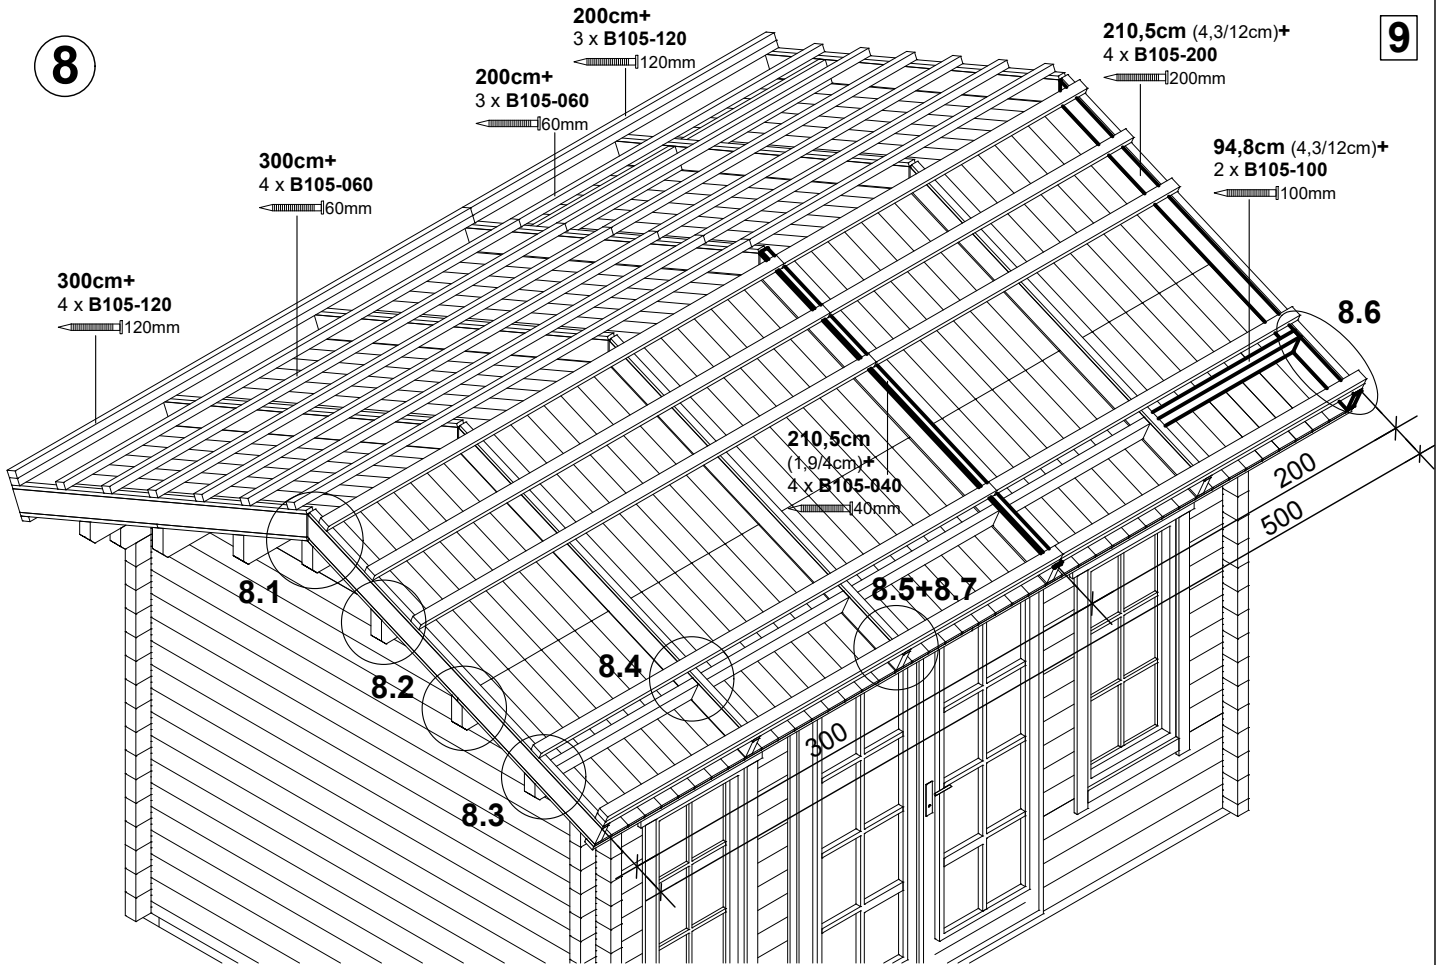 8
9
200cm+
3 x B105-120
120mm
210,5cm (4,3/12cm)+
4 x B105-200
200mm
200cm+
3 x B105-060
60mm
300cm+
4 x B105-060
60mm
94,8cm (4,3/12cm)+
2 x B105-100
100mm
300cm+
4 x B105-120
120mm
8.6
210,5cm
(1,9/4cm)+
4 x B105-040
40mm
200
500
8.1
8.5+8.7
8.4
8.2
300
8.3